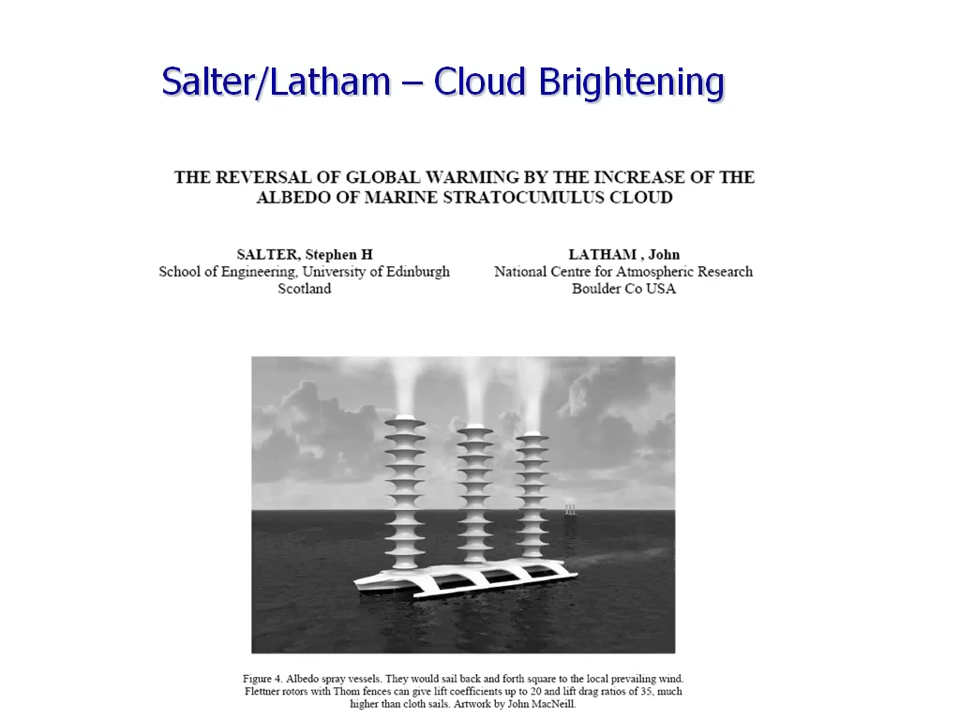 Salter/Latham – Cloud Brightening
THE REVERSAL OF GLOBAL WARMING BY THE INCREASE OF THE
ALBEDO OF MARINE STRATOCUMULUS CLOUD
SALTER, Stephen H
School of Engineering, University of Edinburgh
Scotland
LATHAM , John
National Centre for Atmospheric Research
Boulder Co USA
Figure 4. Albedo spray vessels. They would sail back and forth square to the local prevailing wind.
Flettner rotors with Thom fences can give lift coefficients up to 20 and lift drag ratios of 35, much
higher than cloth sails. Artwork by John MacNeill.